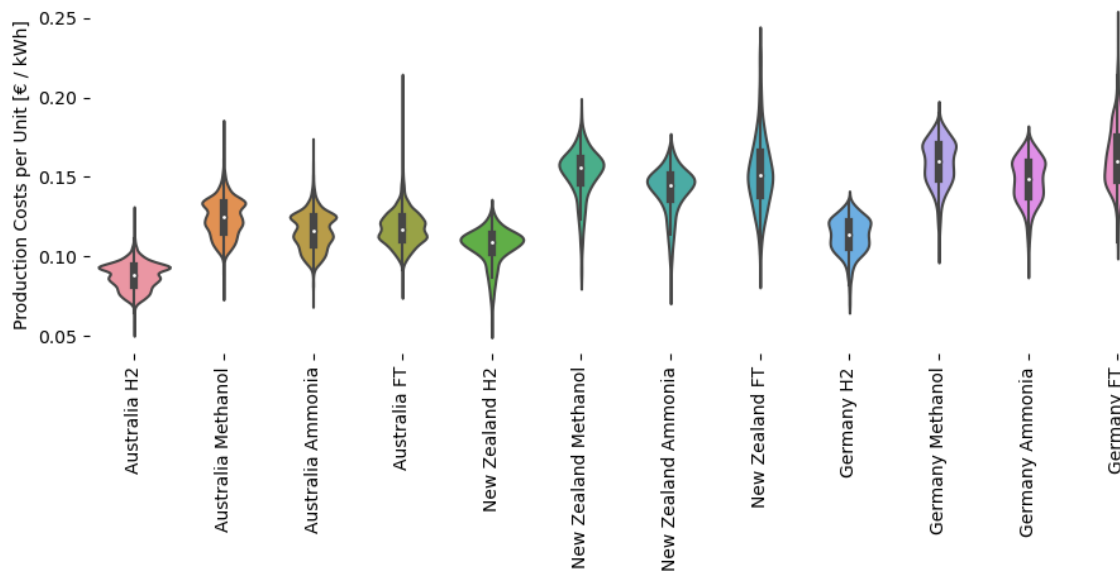 Production Costs per Unit [€ / kWh]
0.25
0.20
0.15
0.10
0.05
Australia H2
Australia Methanol
Australia Ammonia
Australia FT
New Zealand H2
New Zealand Methanol
New Zealand Ammonia
New Zealand FT
Germany H2
Germany Methanol
Germany Ammonia
Germany FT